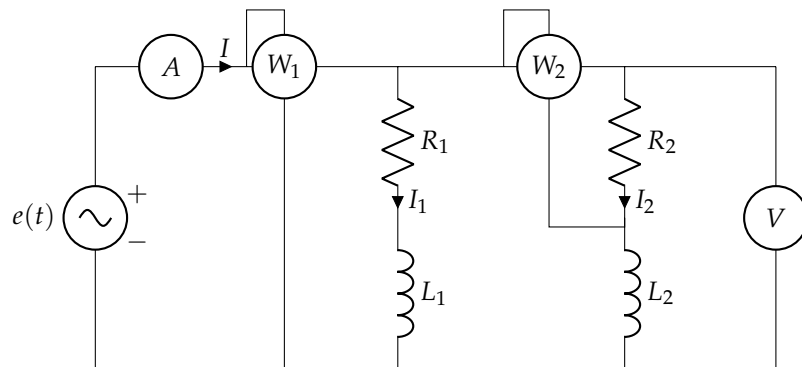 A
I
W₁
W₂
R₁
R₂
e(t)
+
−
I₁
I₂
V
L₁
L₂